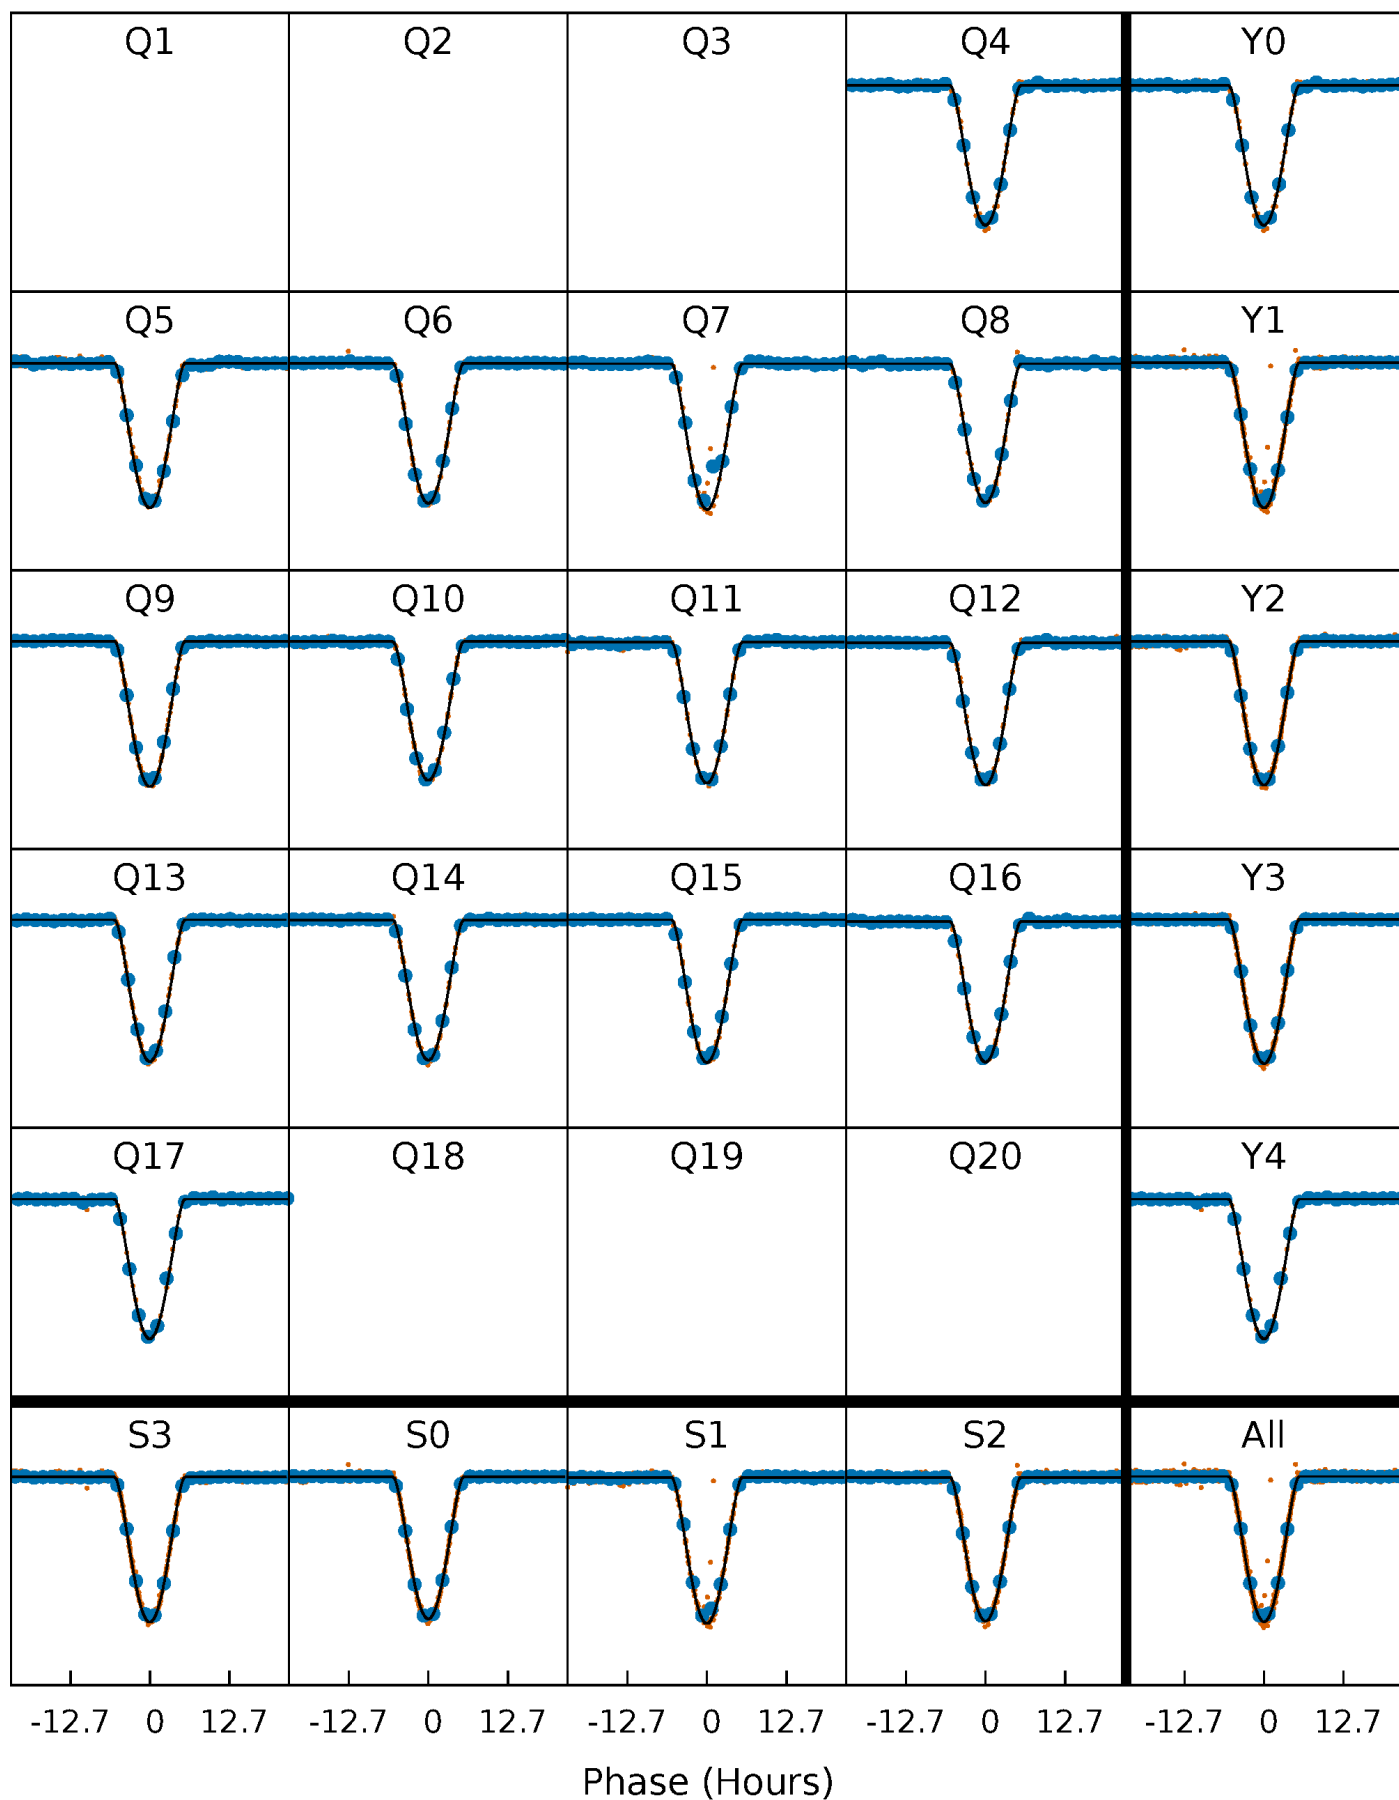 Q1 Q2 Q3 Q4 Y0
Q5 Q6 Q7 Q8 Y1
Q9 Q10 Q11 Q12 Y2
Q13 Q14 Q15 Q16 Y3
Q17 Q18 Q19 Q20 Y4
S3 S0 S1 S2 All
-12.7 0 12.7 -12.7 0 12.7 -12.7 0 12.7 -12.7 0 12.7 -12.7 0 12.7
Phase (Hours)